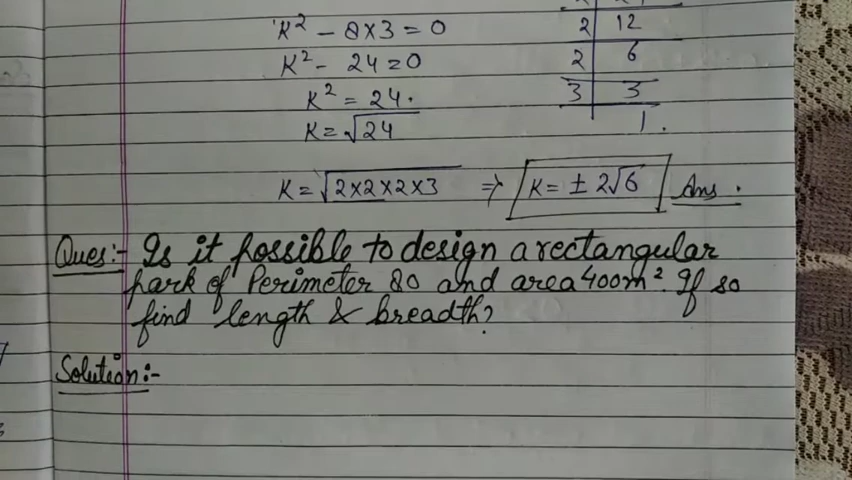 K² - 8×3 = 0
K² - 24 = 0
K² = 24.
K = √24
2 12
2 6
3 3
1.
K = √2×2×2×3 ⇒ K = ± 2√6 Ans.
Ques:- Is it possible to design a rectangular
park of Perimeter 80 and area 400m². If so
find length & breadth?
Solution:-